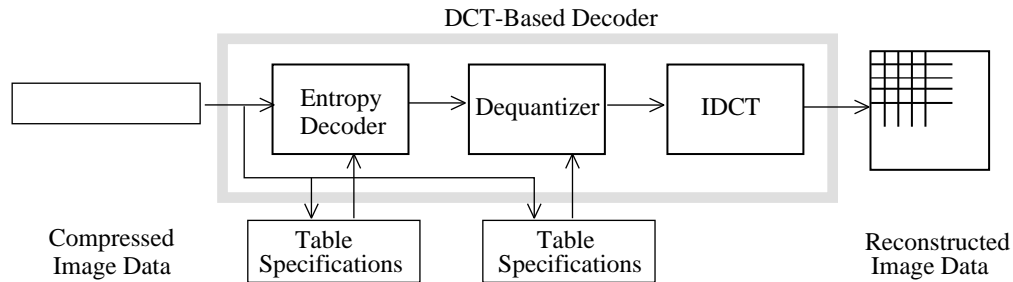 DCT-Based Decoder
Entropy
Decoder
Dequantizer
IDCT
Compressed
Image Data
Table
Specifications
Table
Specifications
Reconstructed
Image Data